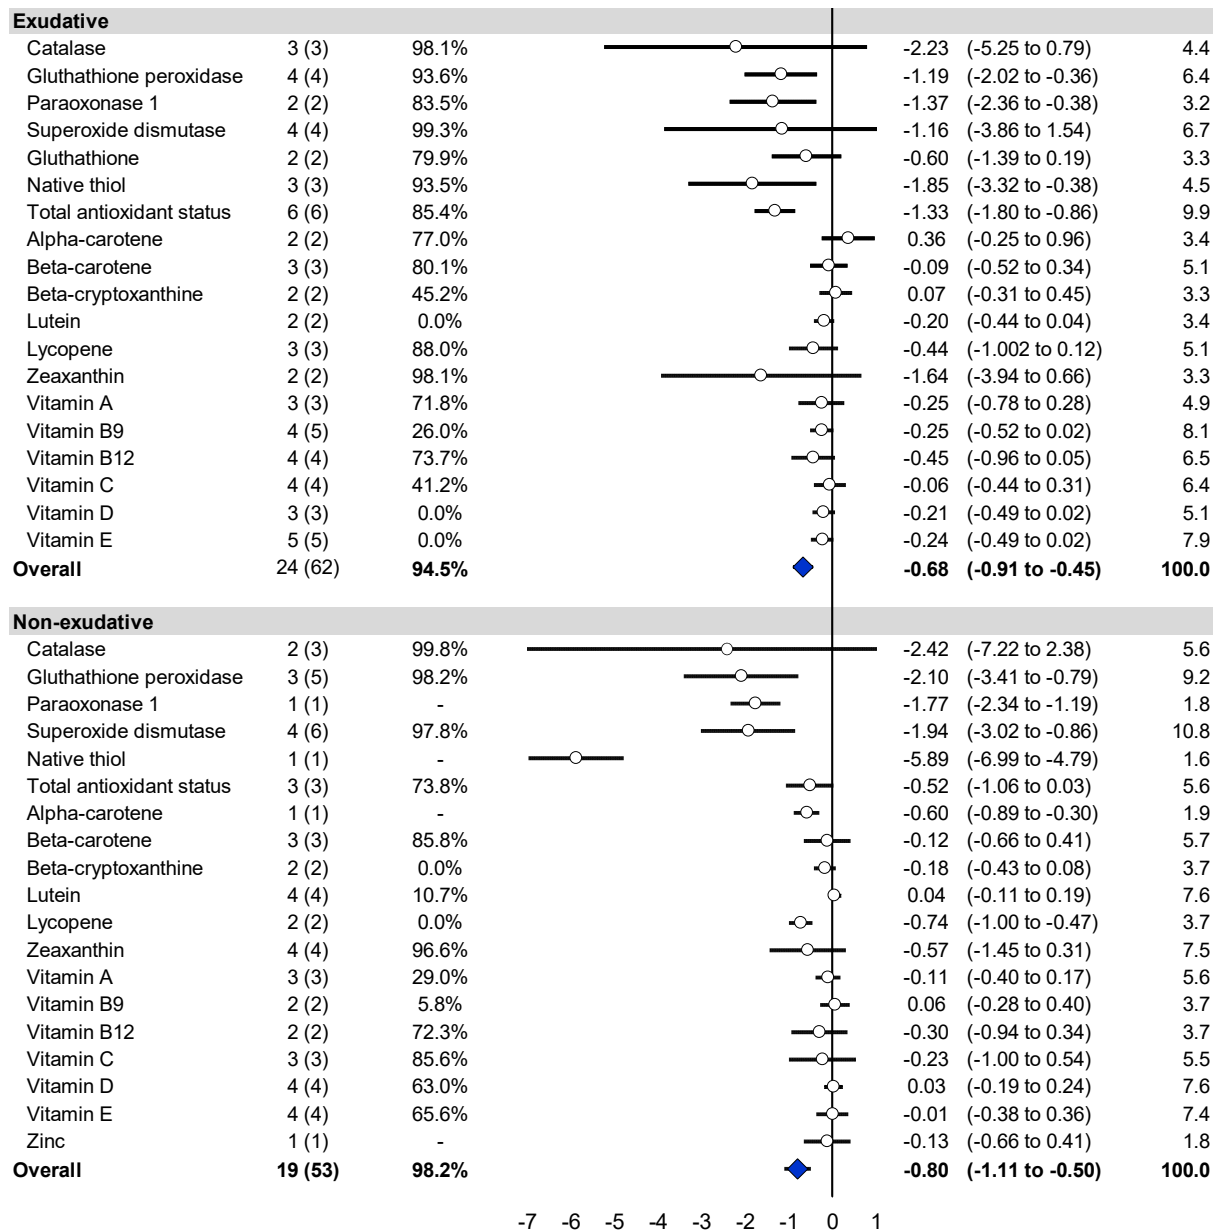 Exudative
Catalase 3 (3) 98.1% -2.23 (-5.25 to 0.79) 4.4
Gluthathione peroxidase 4 (4) 93.6% -1.19 (-2.02 to -0.36) 6.4
Paraoxonase 1 2 (2) 83.5% -1.37 (-2.36 to -0.38) 3.2
Superoxide dismutase 4 (4) 99.3% -1.16 (-3.86 to 1.54) 6.7
Gluthathione 2 (2) 79.9% -0.60 (-1.39 to 0.19) 3.3
Native thiol 3 (3) 93.5% -1.85 (-3.32 to -0.38) 4.5
Total antioxidant status 6 (6) 85.4% -1.33 (-1.80 to -0.86) 9.9
Alpha-carotene 2 (2) 77.0% 0.36 (-0.25 to 0.96) 3.4
Beta-carotene 3 (3) 80.1% -0.09 (-0.52 to 0.34) 5.1
Beta-cryptoxanthine 2 (2) 45.2% 0.07 (-0.31 to 0.45) 3.3
Lutein 2 (2) 0.0% -0.20 (-0.44 to 0.04) 3.4
Lycopene 3 (3) 88.0% -0.44 (-1.002 to 0.12) 5.1
Zeaxanthin 2 (2) 98.1% -1.64 (-3.94 to 0.66) 3.3
Vitamin A 3 (3) 71.8% -0.25 (-0.78 to 0.28) 4.9
Vitamin B9 4 (5) 26.0% -0.25 (-0.52 to 0.02) 8.1
Vitamin B12 4 (4) 73.7% -0.45 (-0.96 to 0.05) 6.5
Vitamin C 4 (4) 41.2% -0.06 (-0.44 to 0.31) 6.4
Vitamin D 3 (3) 0.0% -0.21 (-0.49 to 0.02) 5.1
Vitamin E 5 (5) 0.0% -0.24 (-0.49 to 0.02) 7.9
Overall 24 (62) 94.5% -0.68 (-0.91 to -0.45) 100.0
Non-exudative
Catalase 2 (3) 99.8% -2.42 (-7.22 to 2.38) 5.6
Gluthathione peroxidase 3 (5) 98.2% -2.10 (-3.41 to -0.79) 9.2
Paraoxonase 1 1 (1) - -1.77 (-2.34 to -1.19) 1.8
Superoxide dismutase 4 (6) 97.8% -1.94 (-3.02 to -0.86) 10.8
Native thiol 1 (1) - -5.89 (-6.99 to -4.79) 1.6
Total antioxidant status 3 (3) 73.8% -0.52 (-1.06 to 0.03) 5.6
Alpha-carotene 1 (1) - -0.60 (-0.89 to -0.30) 1.9
Beta-carotene 3 (3) 85.8% -0.12 (-0.66 to 0.41) 5.7
Beta-cryptoxanthine 2 (2) 0.0% -0.18 (-0.43 to 0.08) 3.7
Lutein 4 (4) 10.7% 0.04 (-0.11 to 0.19) 7.6
Lycopene 2 (2) 0.0% -0.74 (-1.00 to -0.47) 3.7
Zeaxanthin 4 (4) 96.6% -0.57 (-1.45 to 0.31) 7.5
Vitamin A 3 (3) 29.0% -0.11 (-0.40 to 0.17) 5.6
Vitamin B9 2 (2) 5.8% 0.06 (-0.28 to 0.40) 3.7
Vitamin B12 2 (2) 72.3% -0.30 (-0.94 to 0.34) 3.7
Vitamin C 3 (3) 85.6% -0.23 (-1.00 to 0.54) 5.5
Vitamin D 4 (4) 63.0% 0.03 (-0.19 to 0.24) 7.6
Vitamin E 4 (4) 65.6% -0.01 (-0.38 to 0.36) 7.4
Zinc 1 (1) - -0.13 (-0.66 to 0.41) 1.8
Overall 19 (53) 98.2% -0.80 (-1.11 to -0.50) 100.0
-7 -6 -5 -4 -3 -2 -1 0 1